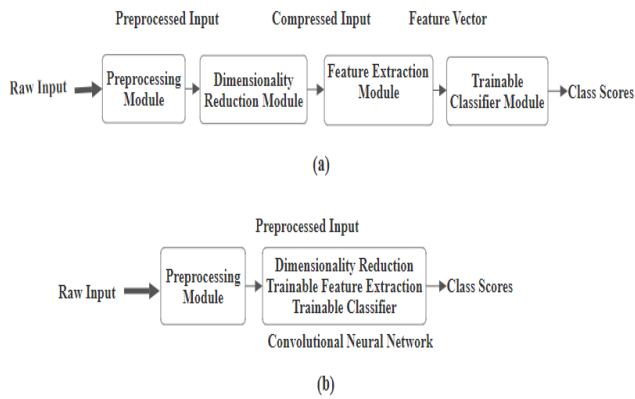 Preprocessed Input Compressed Input Feature Vector
Raw Input
Preprocessing
Module
Dimensionality
Reduction Module
Feature Extraction
Module
Trainable
Classifier Module
Class Scores
(a)
Preprocessed Input
Raw Input
Preprocessing
Module
Dimensionality Reduction
Trainable Feature Extraction
Trainable Classifier
Class Scores
Convolutional Neural Network
(b)